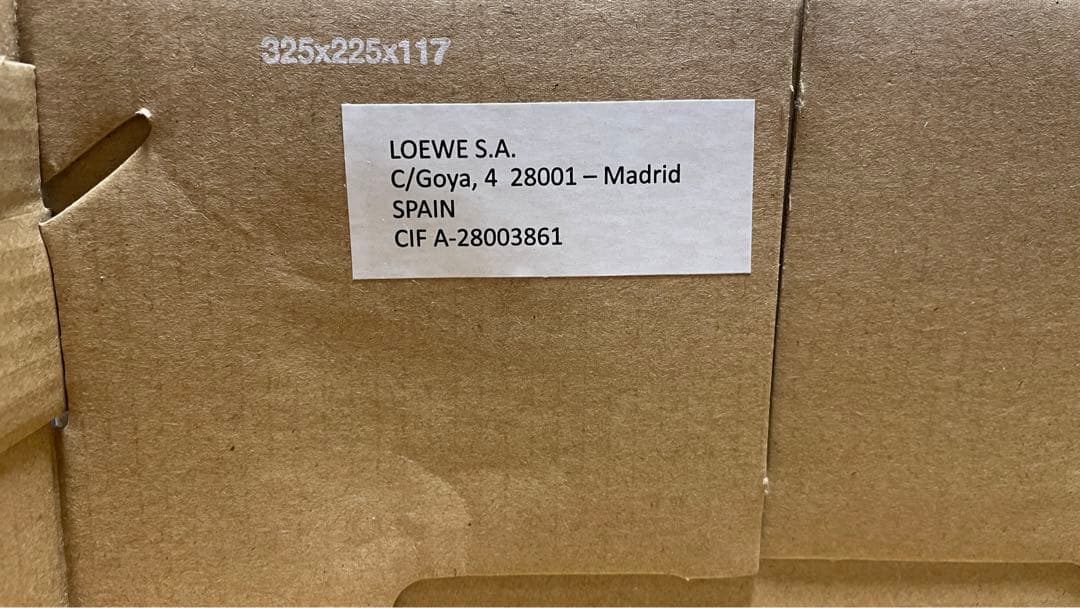 325x225x117
LOEWE S.A.
C/Goya, 4 28001 – Madrid
SPAIN
CIF A-28003861